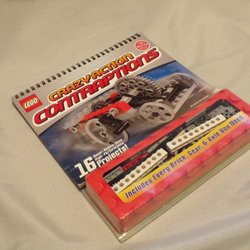 LEGO
CRAZY ACTION
CONTRAPTIONS
16
Projects!
Includes Every Brick, Gear, & Axle You Need